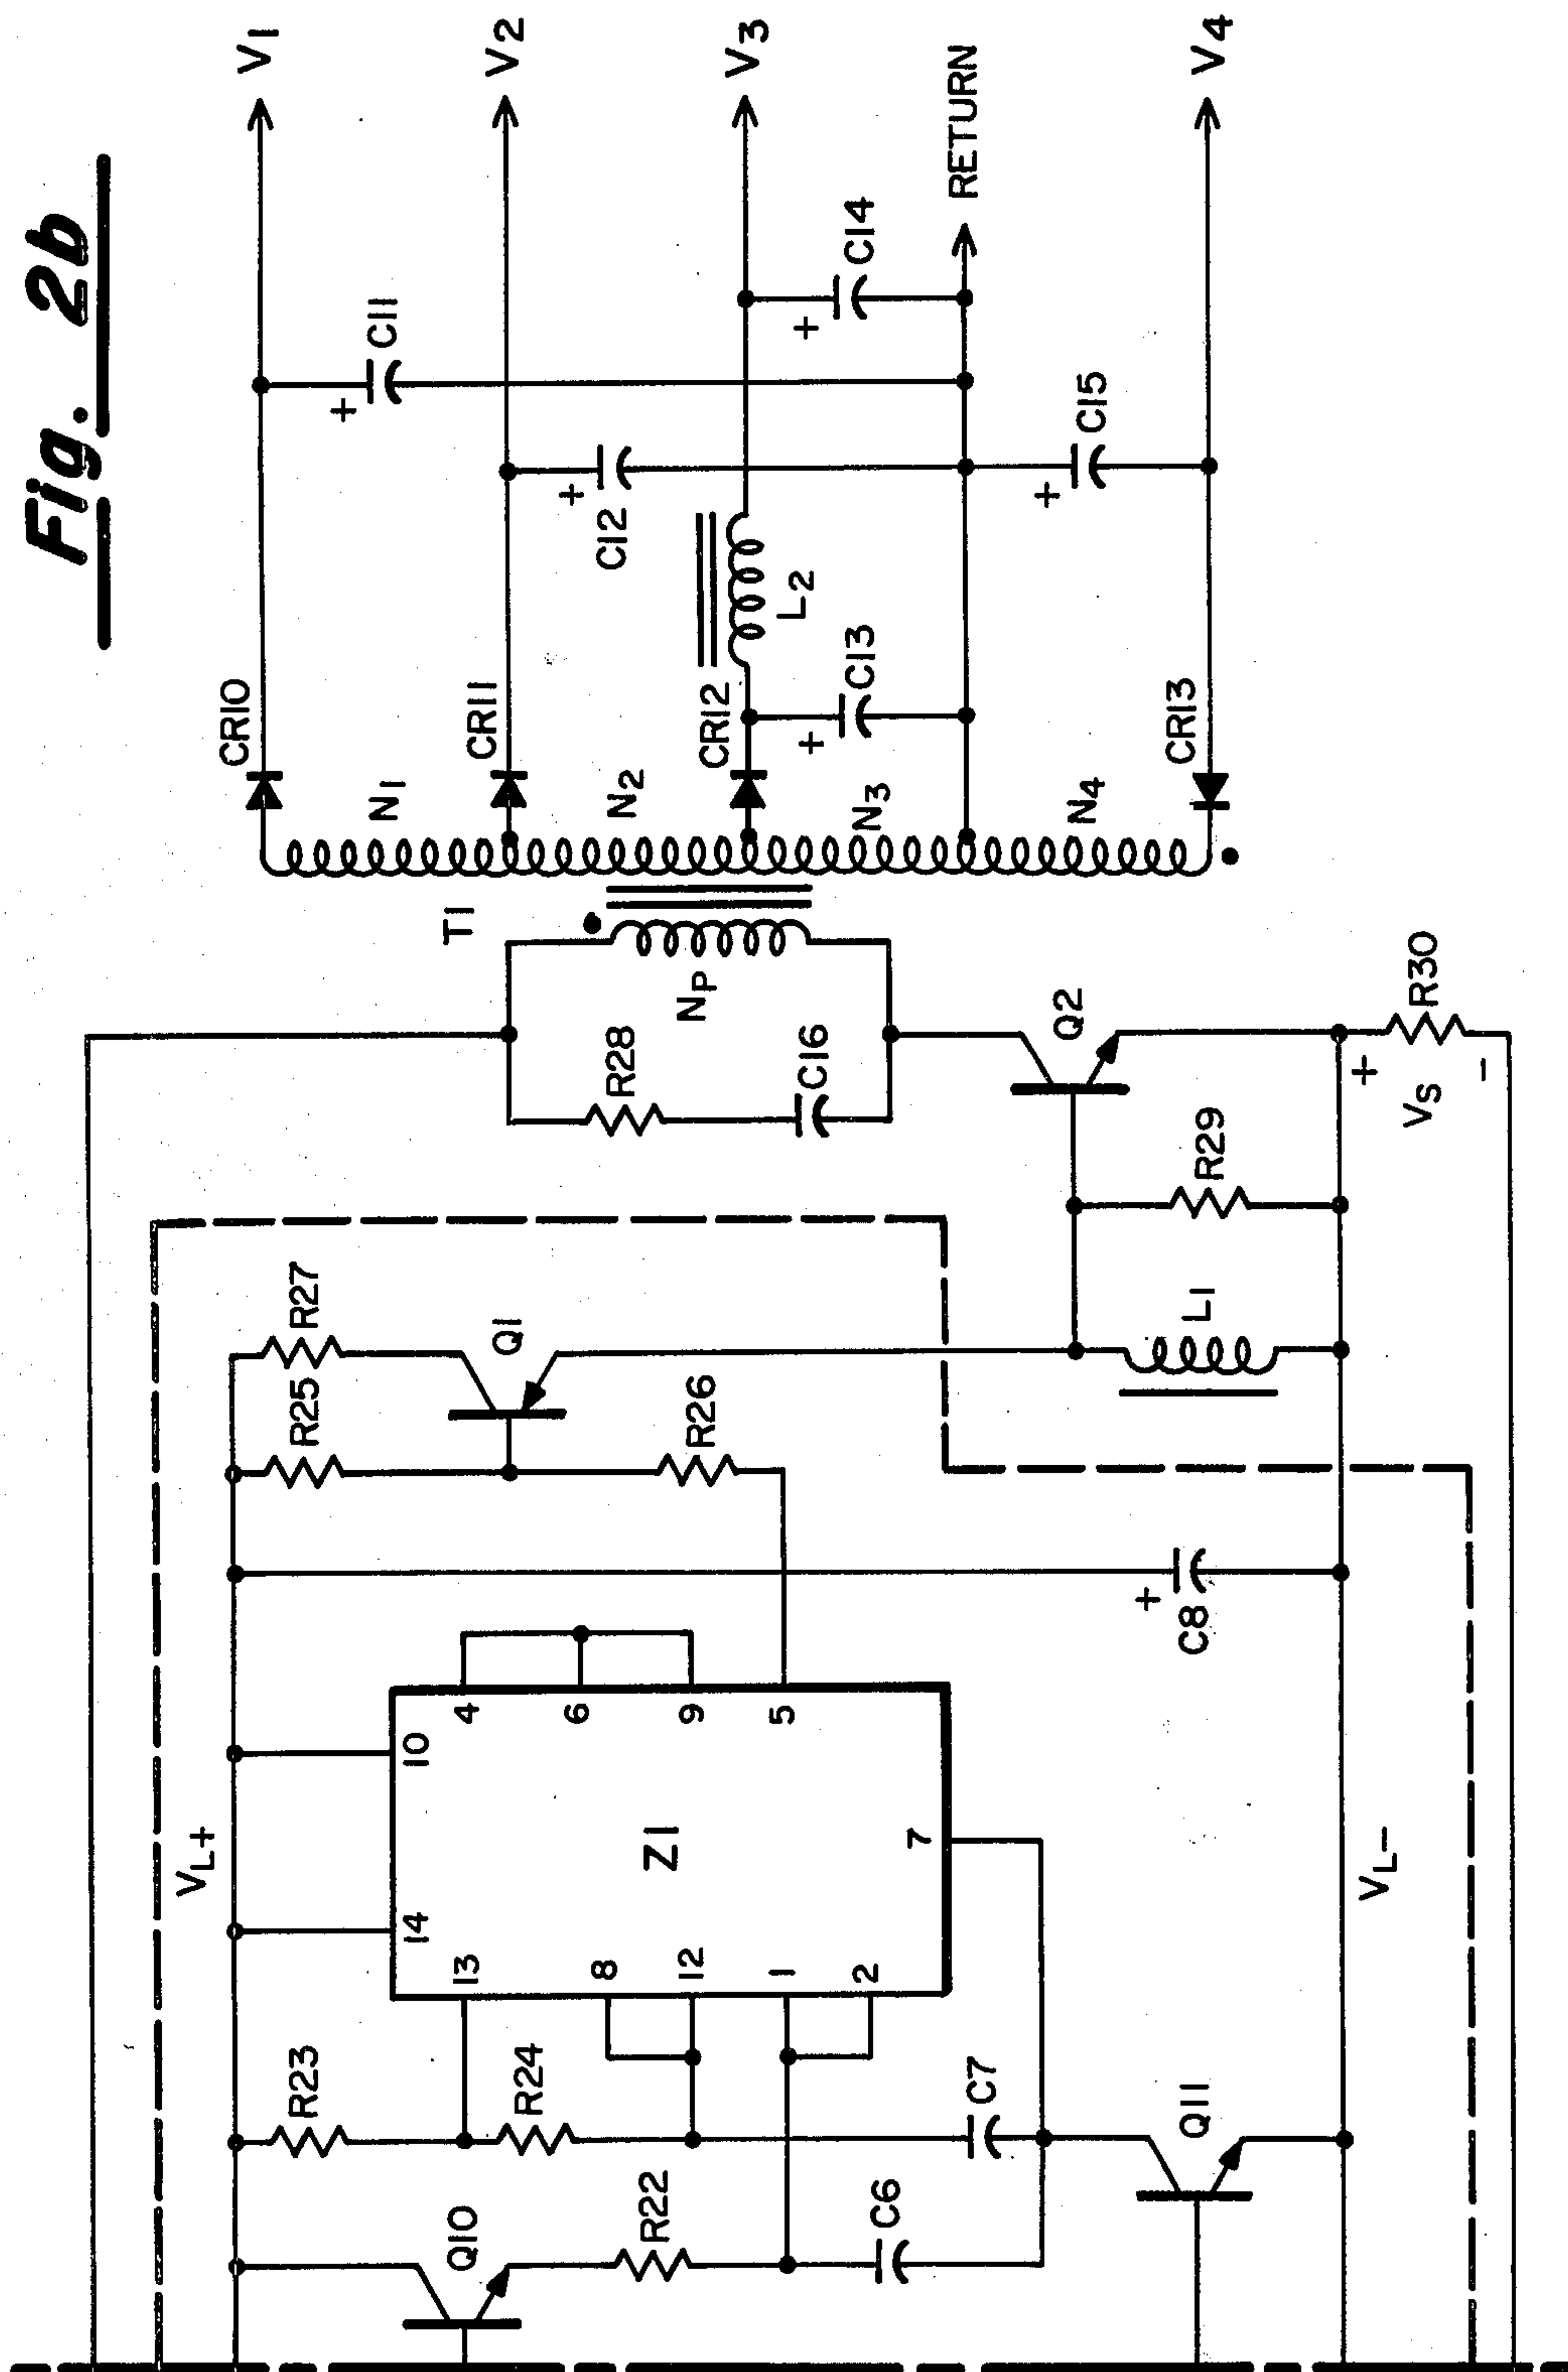 Fig. 2b
V1
V2
V3
RETURN
V4
C11
C12
C14
C15
L2
C13
CR10
CR11
CR12
CR13
N1
N2
N3
N4
T1
NP
R28
C16
Q2
R30
+
VS
-
R29
R27
R25
Q1
R26
L1
+
C8
VL+
10
14
4
6
9
5
Z1
7
13
8
12
1
2
VL-
R23
R24
C7
Q10
R22
C6
Q11
+
+
+
+
+